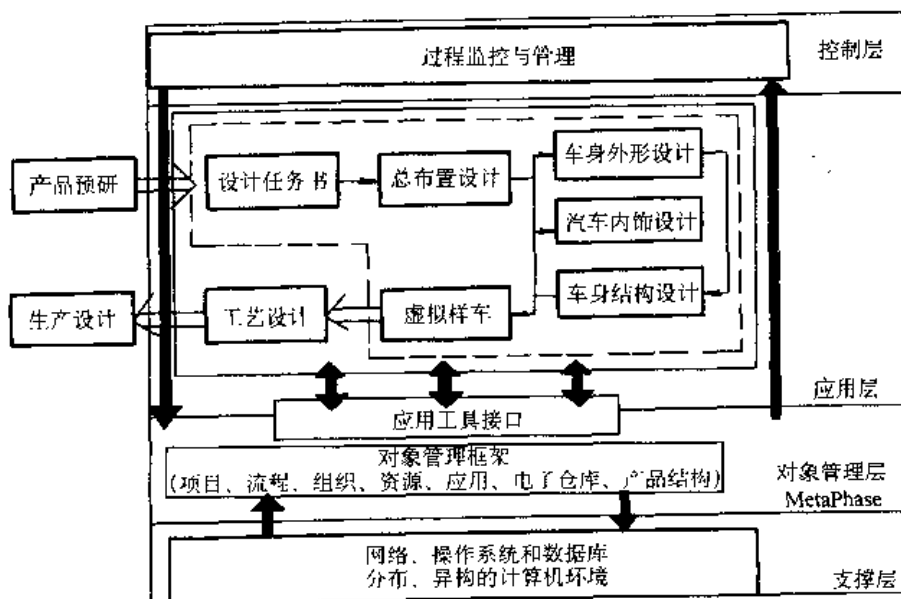 过程监控与管理
控制层
产品预研
设计任务书
总布置设计
车身外形设计
汽车内饰设计
车身结构设计
生产设计
工艺设计
虚拟样车
应用层
应用工具接口
对象管理框架
(项目、流程、组织、资源、应用、电子仓库、产品结构)
对象管理层
MetaPhase
网络、操作系统和数据库
分布、异构的计算机环境
支撑层